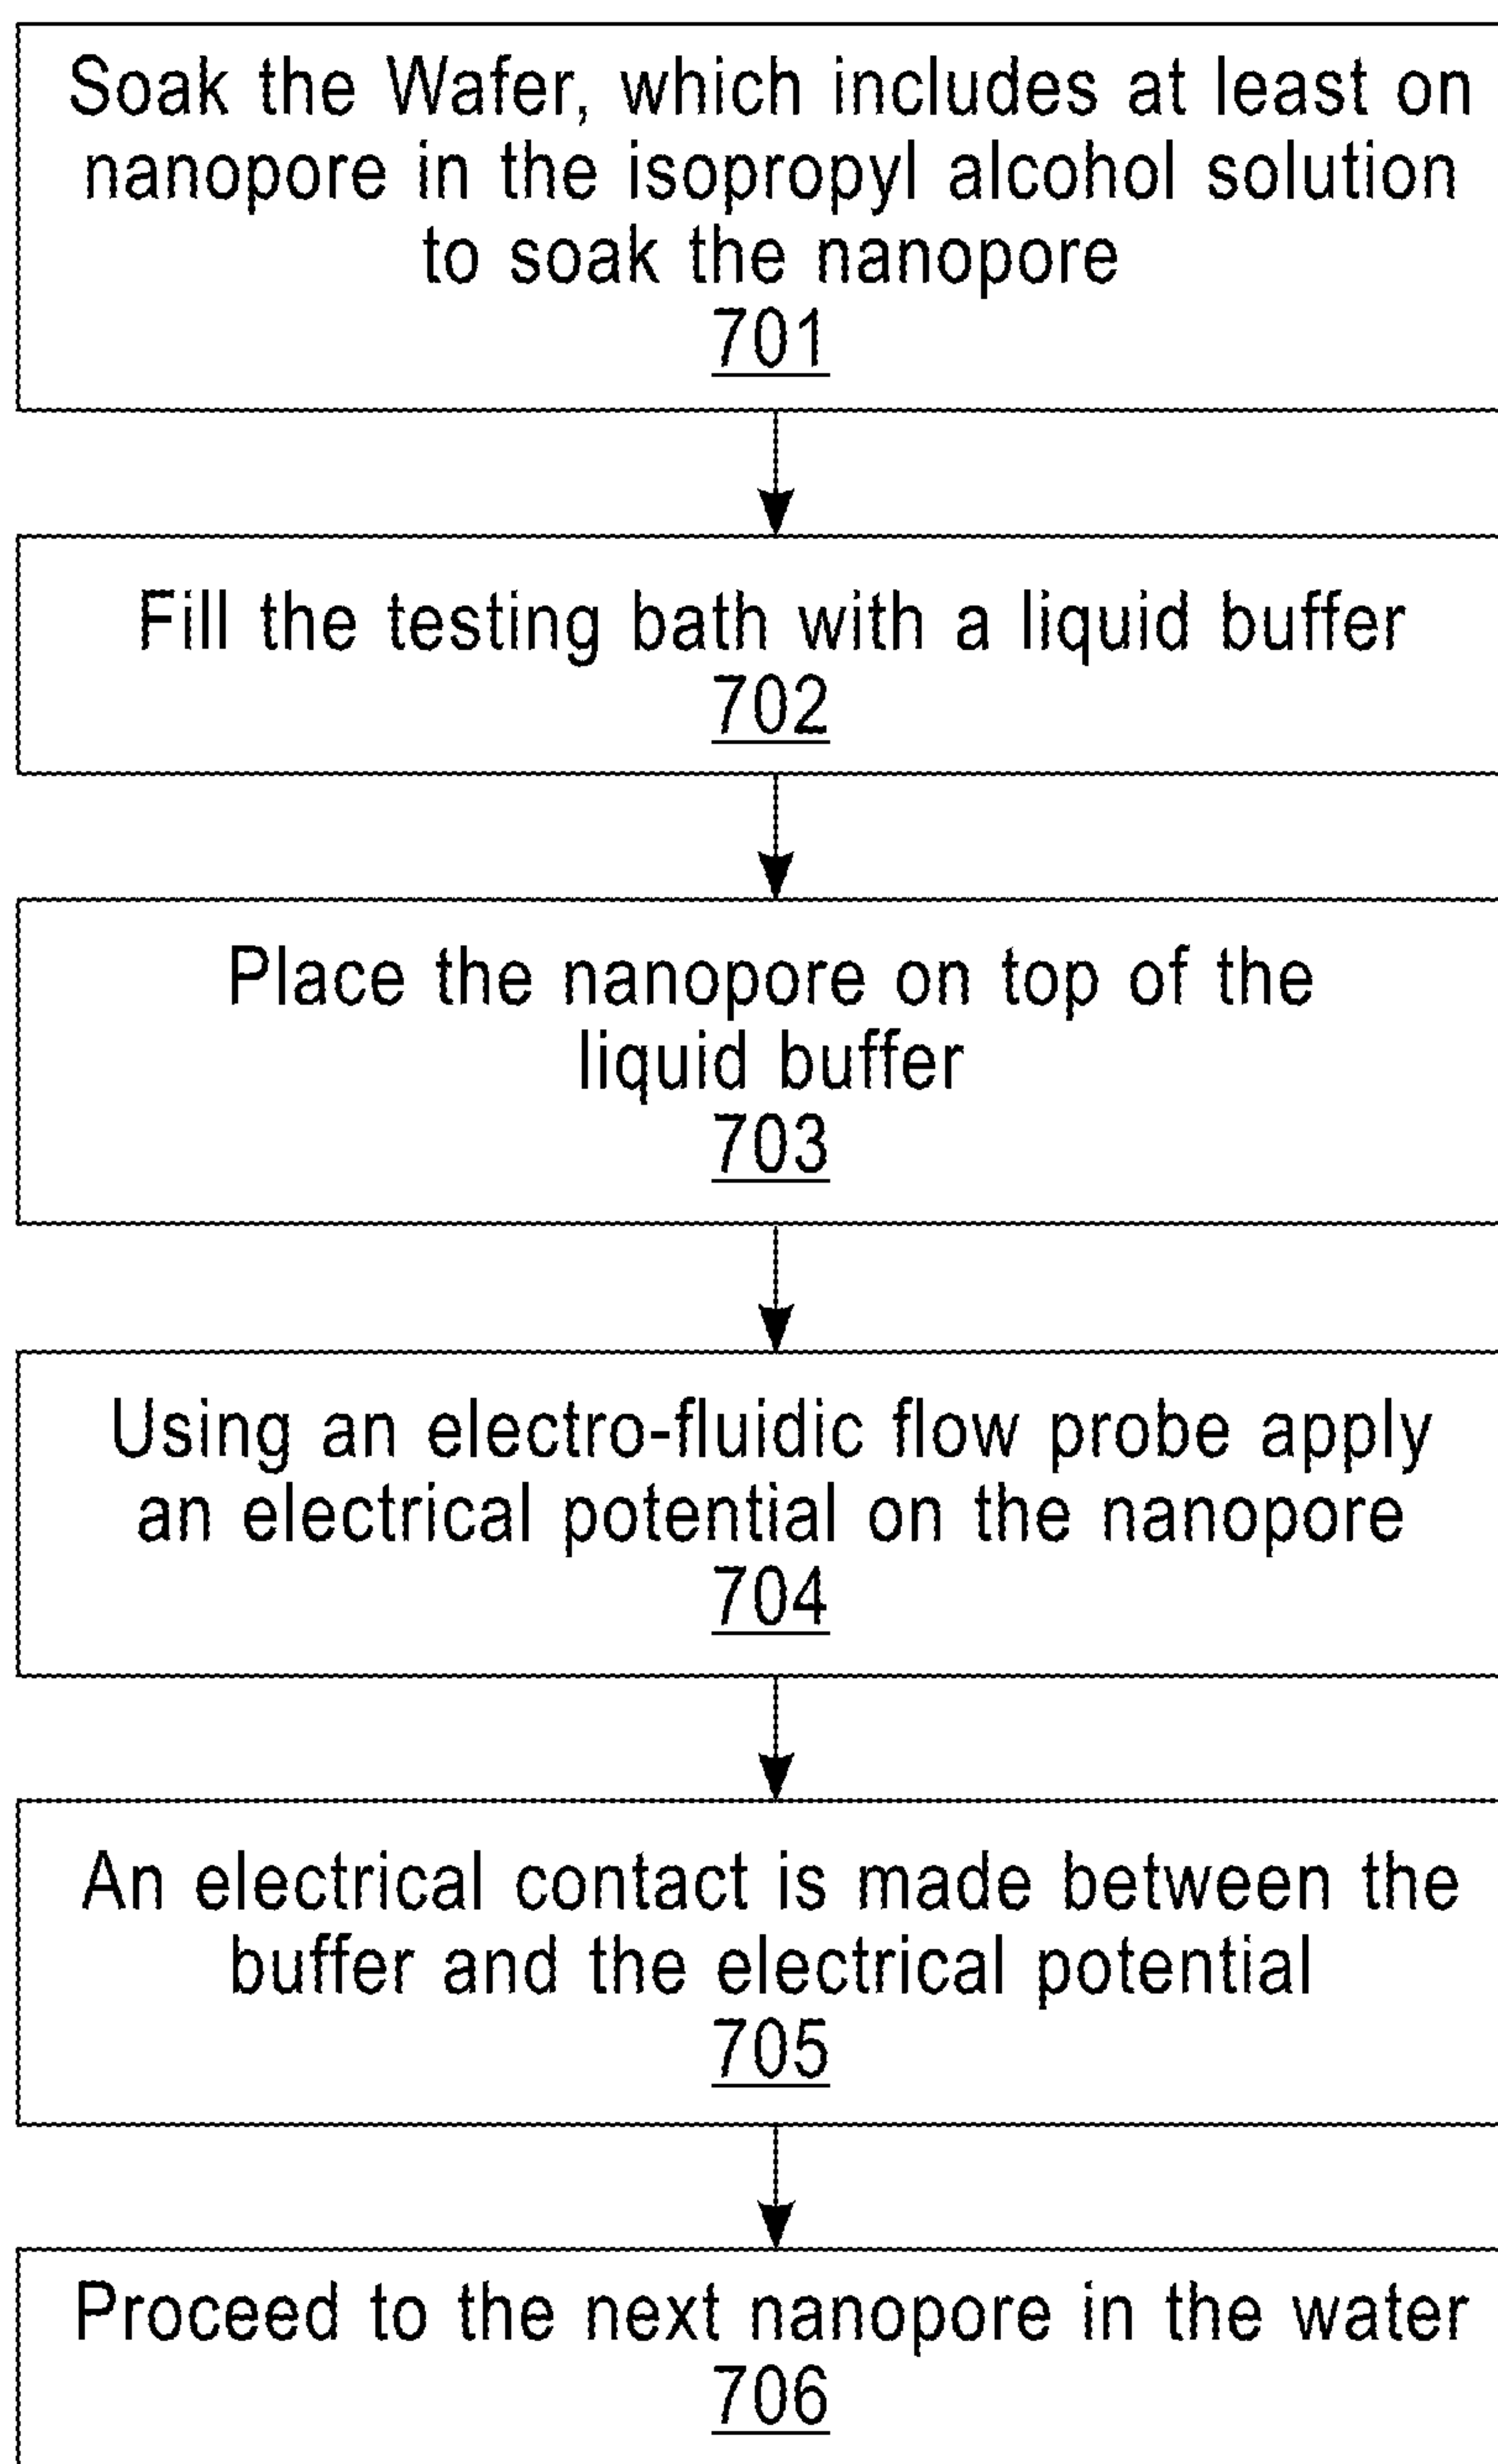 Soak the Wafer, which includes at least on
nanopore in the isopropyl alcohol solution
to soak the nanopore
701
Fill the testing bath with a liquid buffer
702
Place the nanopore on top of the
liquid buffer
703
Using an electro-fluidic flow probe apply
an electrical potential on the nanopore
704
An electrical contact is made between the
buffer and the electrical potential
705
Proceed to the next nanopore in the water
706